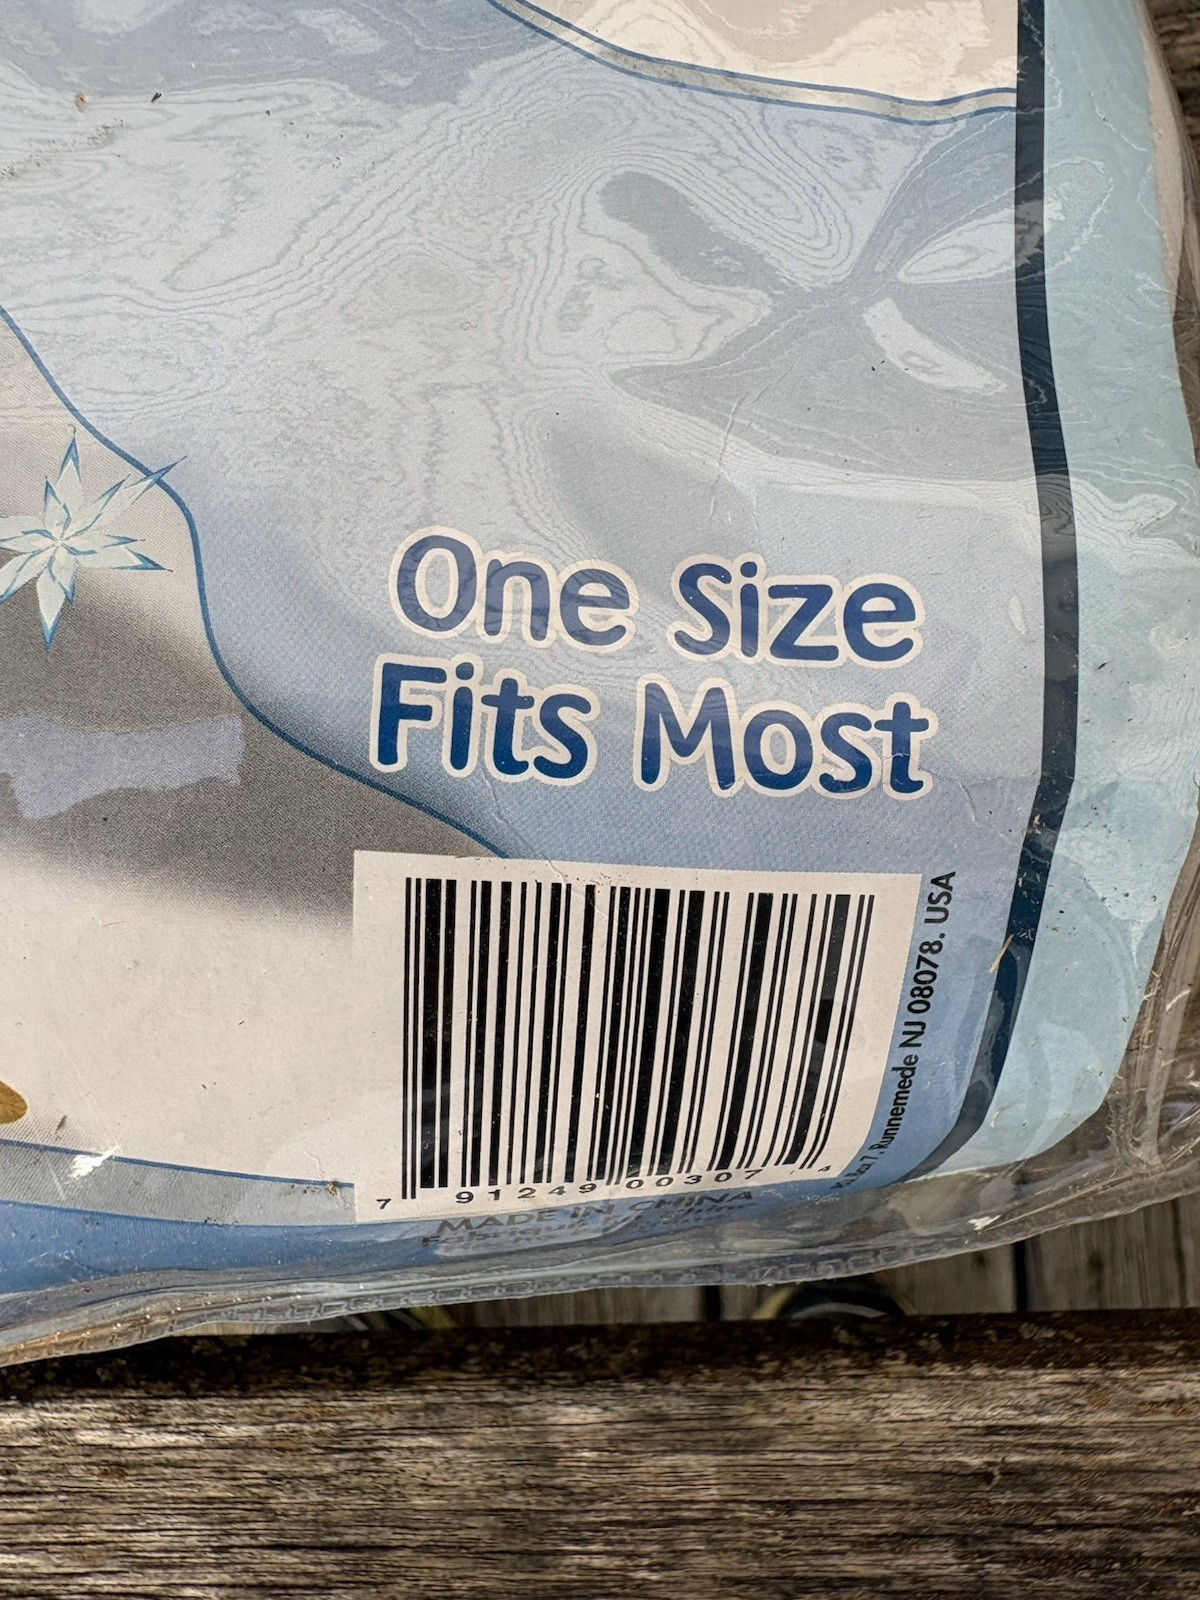 One Size
Fits Most
Runnemede NJ 08078. USA
7 91249 00307 4
MADE IN CHINA